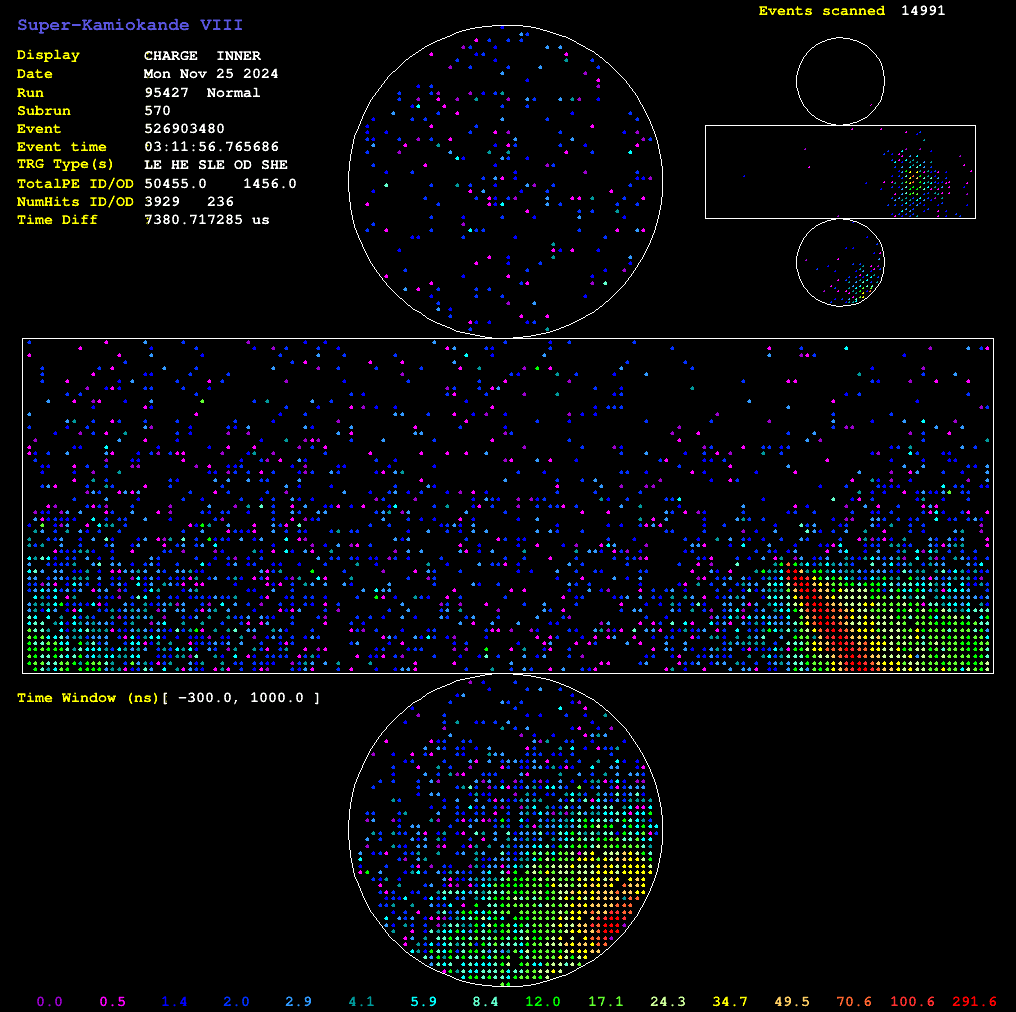 Super-Kamiokande VIII
Events scanned 14991
Display CHARGE INNER
Date Mon Nov 25 2024
Run 95427 Normal
Subrun 570
Event 526903480
Event time 03:11:56.765686
TRG Type(s) LE HE SLE OD SHE
TotalPE ID/OD 50455.0 1456.0
NumHits ID/OD 3929 236
Time Diff 7380.717285 us
Time Window (ns)[ -300.0, 1000.0 ]
0.0 0.5 1.4 2.0 2.9 4.1 5.9 8.4 12.0 17.1 24.3 34.7 49.5 70.6 100.6 291.6